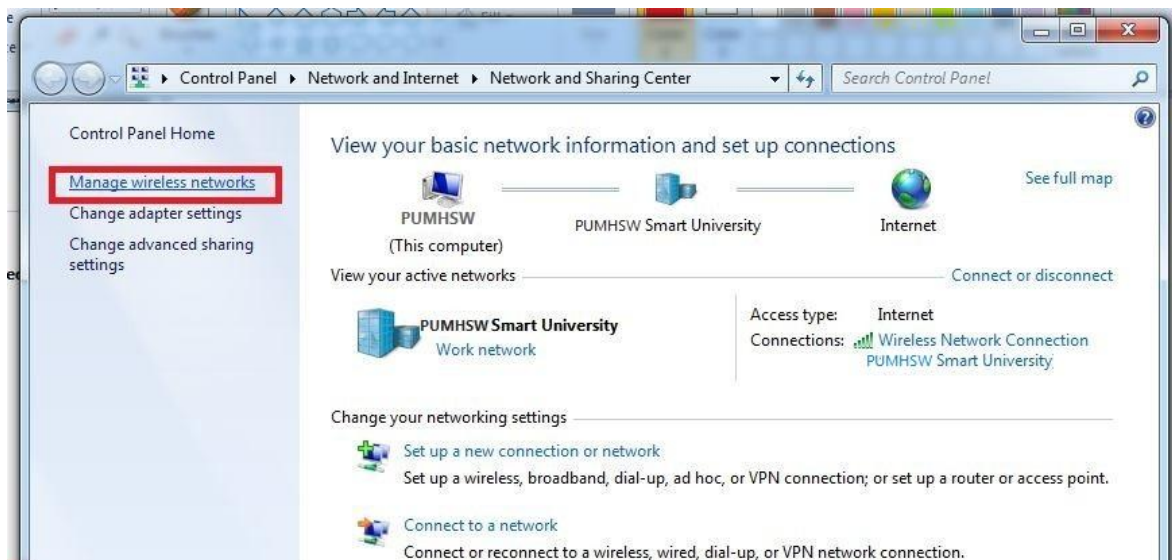 Control Panel Network and Internet Network and Sharing Center Search Control Panel
Control Panel Home
Manage wireless networks
Change adapter settings
Change advanced sharing
settings
View your basic network information and set up connections
See full map
PUMHSW
(This computer)
PUMHSW Smart University
Internet
View your active networks
Connect or disconnect
PUMHSW Smart University
Work network
Access type: Internet
Connections: Wireless Network Connection
PUMHSW Smart University
Change your networking settings
Set up a new connection or network
Set up a wireless, broadband, dial-up, ad hoc, or VPN connection; or set up a router or access point.
Connect to a network
Connect or reconnect to a wireless, wired, dial-up, or VPN network connection.